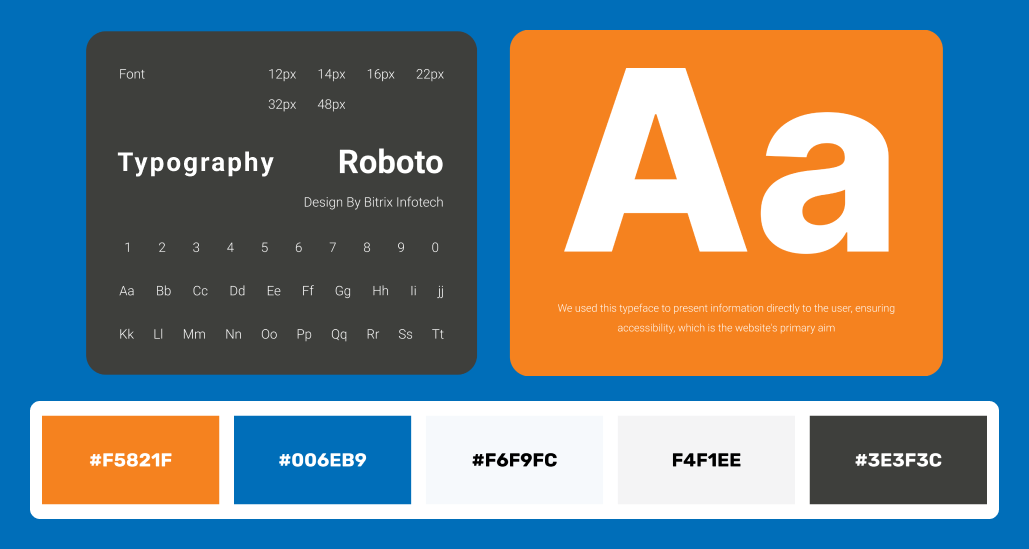 Font 12px 14px 16px 22px
32px 48px
Typography Roboto
Design By Bitrix Infotech
1 2 3 4 5 6 7 8 9 0
Aa Bb Cc Dd Ee Ff Gg Hh Ii jj
Kk Ll Mm Nn Oo Pp Qq Rr Ss Tt
Aa
We used this typeface to present information directly to the user, ensuring
accessibility, which is the website's primary aim
#F5821F #006EB9 #F6F9FC F4F1EE #3E3F3C